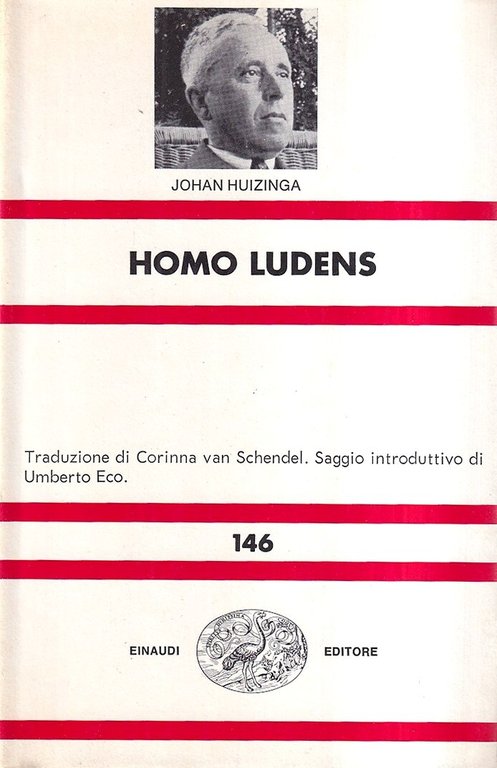 JOHAN HUIZINGA
HOMO LUDENS
Traduzione di Corinna van Schendel. Saggio introduttivo di
Umberto Eco.
146
EINAUDI EDITORE